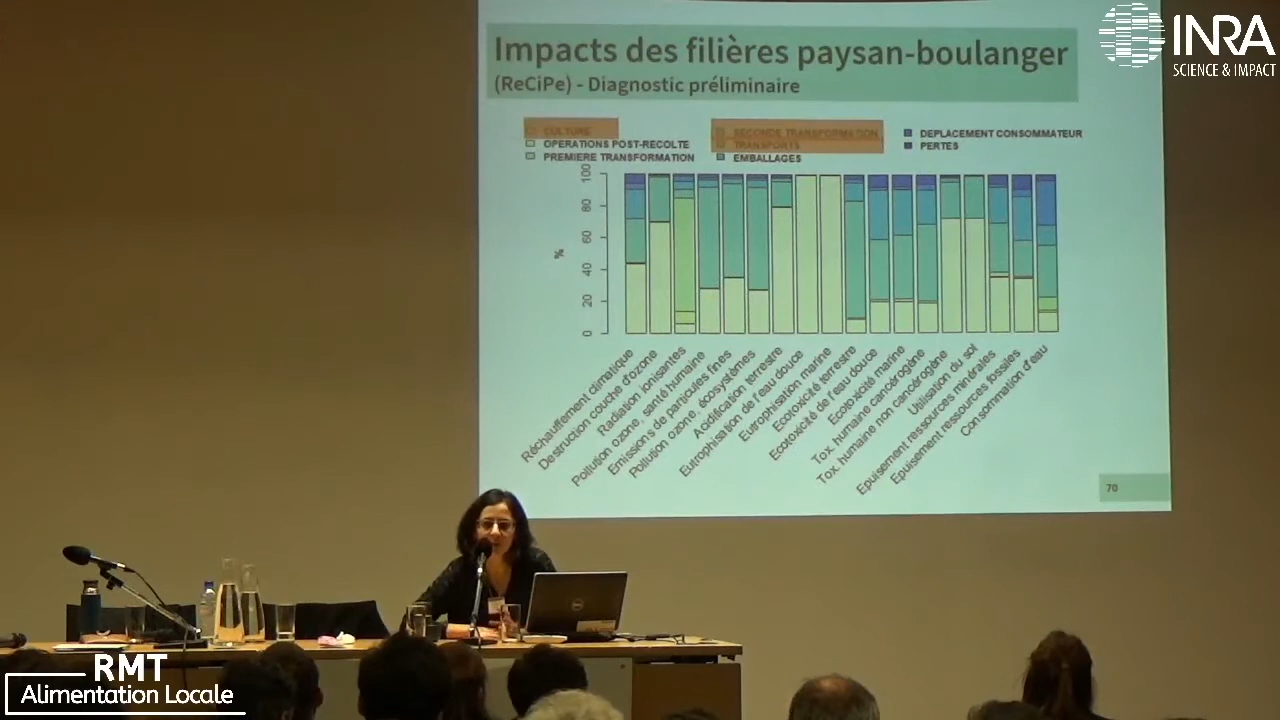 Impacts des filières paysan-boulanger
(ReCiPe) - Diagnostic préliminaire
INRA
SCIENCE & IMPACT
CULTURE
OPERATIONS POST-RECOLTE
PREMIERE TRANSFORMATION
SECONDE TRANSFORMATION
TRANSPORTS
EMBALLAGES
DEPLACEMENT CONSOMMATEUR
PERTES
%
100
80
60
40
20
0
Réchauffement climatique
Destruction couche d'ozone
Radiation ionisantes
Pollution ozone, santé humaine
Emissions de particules fines
Pollution ozone, écosystèmes
Acidification terrestre
Eutrophisation de l'eau douce
Eutrophisation marine
Ecotoxicité terrestre
Ecotoxicité de l'eau douce
Ecotoxicité marine
Tox. humaine cancérogène
Tox. humaine non cancérogène
Utilisation du sol
Epuisement ressources minérales
Epuisement ressources fossiles
Consommation d'eau
70
DELL
RMT
Alimentation Locale